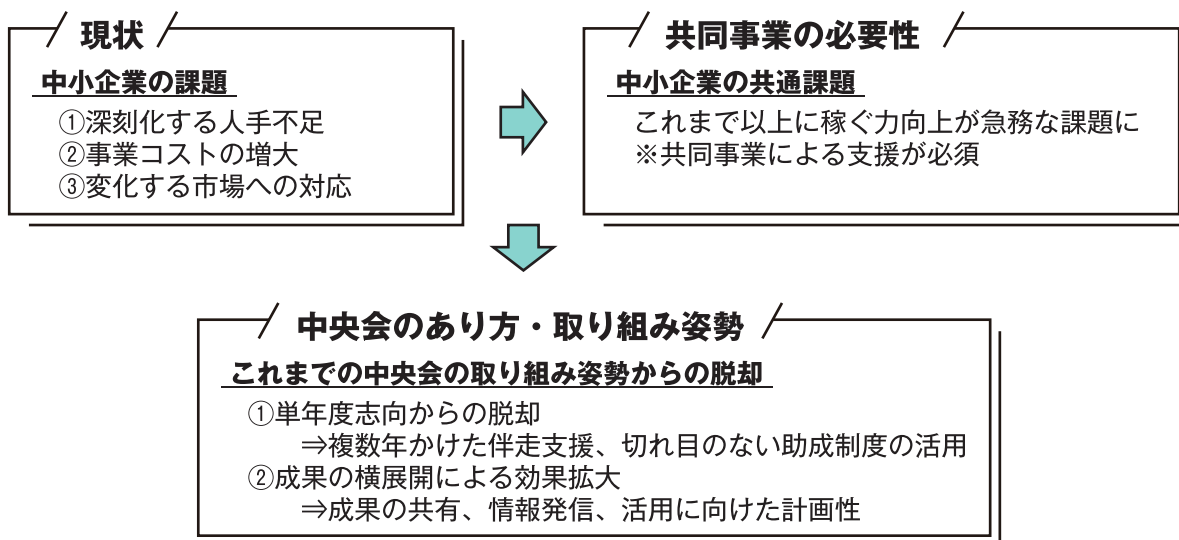 現状
中小企業の課題
①深刻化する人手不足
②事業コストの増大
③変化する市場への対応
共同事業の必要性
中小企業の共通課題
これまで以上に稼ぐ力向上が急務な課題に
※共同事業による支援が必須
中央会のあり方・取り組み姿勢
これまでの中央会の取り組み姿勢からの脱却
①単年度志向からの脱却
⇒複数年かけた伴走支援、切れ目のない助成制度の活用
②成果の横展開による効果拡大
⇒成果の共有、情報発信、活用に向けた計画性